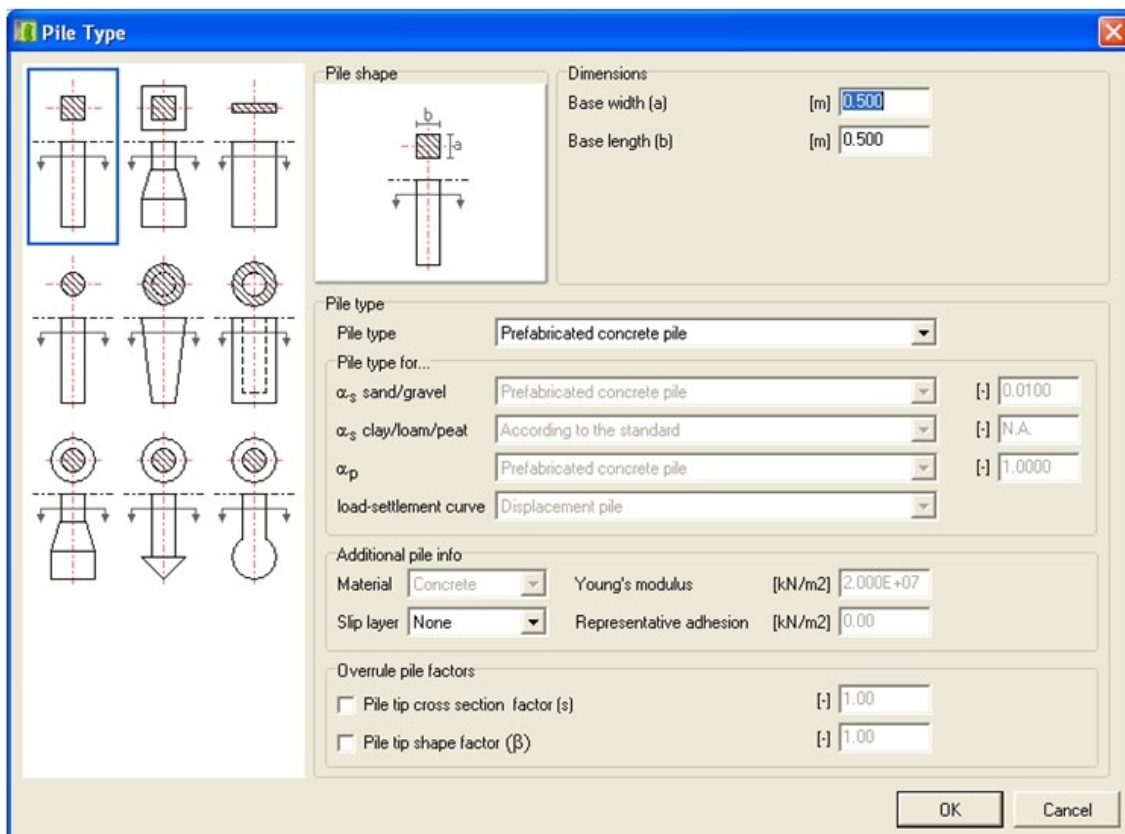 Pile Type
Pile shape
b
a
Dimensions
Base width (a) [m] 0.500
Base length (b) [m] 0.500
Pile type
Pile type Prefabricated concrete pile
Pile type for...
αs sand/gravel Prefabricated concrete pile [-] 0.0100
αs clay/loam/peat According to the standard [-] N.A.
αp Prefabricated concrete pile [-] 1.0000
load-settlement curve Displacement pile
Additional pile info
Material Concrete Young's modulus [kN/m2] 2.000E+07
Slip layer None Representative adhesion [kN/m2] 0.00
Overrule pile factors
Pile tip cross section factor (s) [-] 1.00
Pile tip shape factor (β) [-] 1.00
OK Cancel